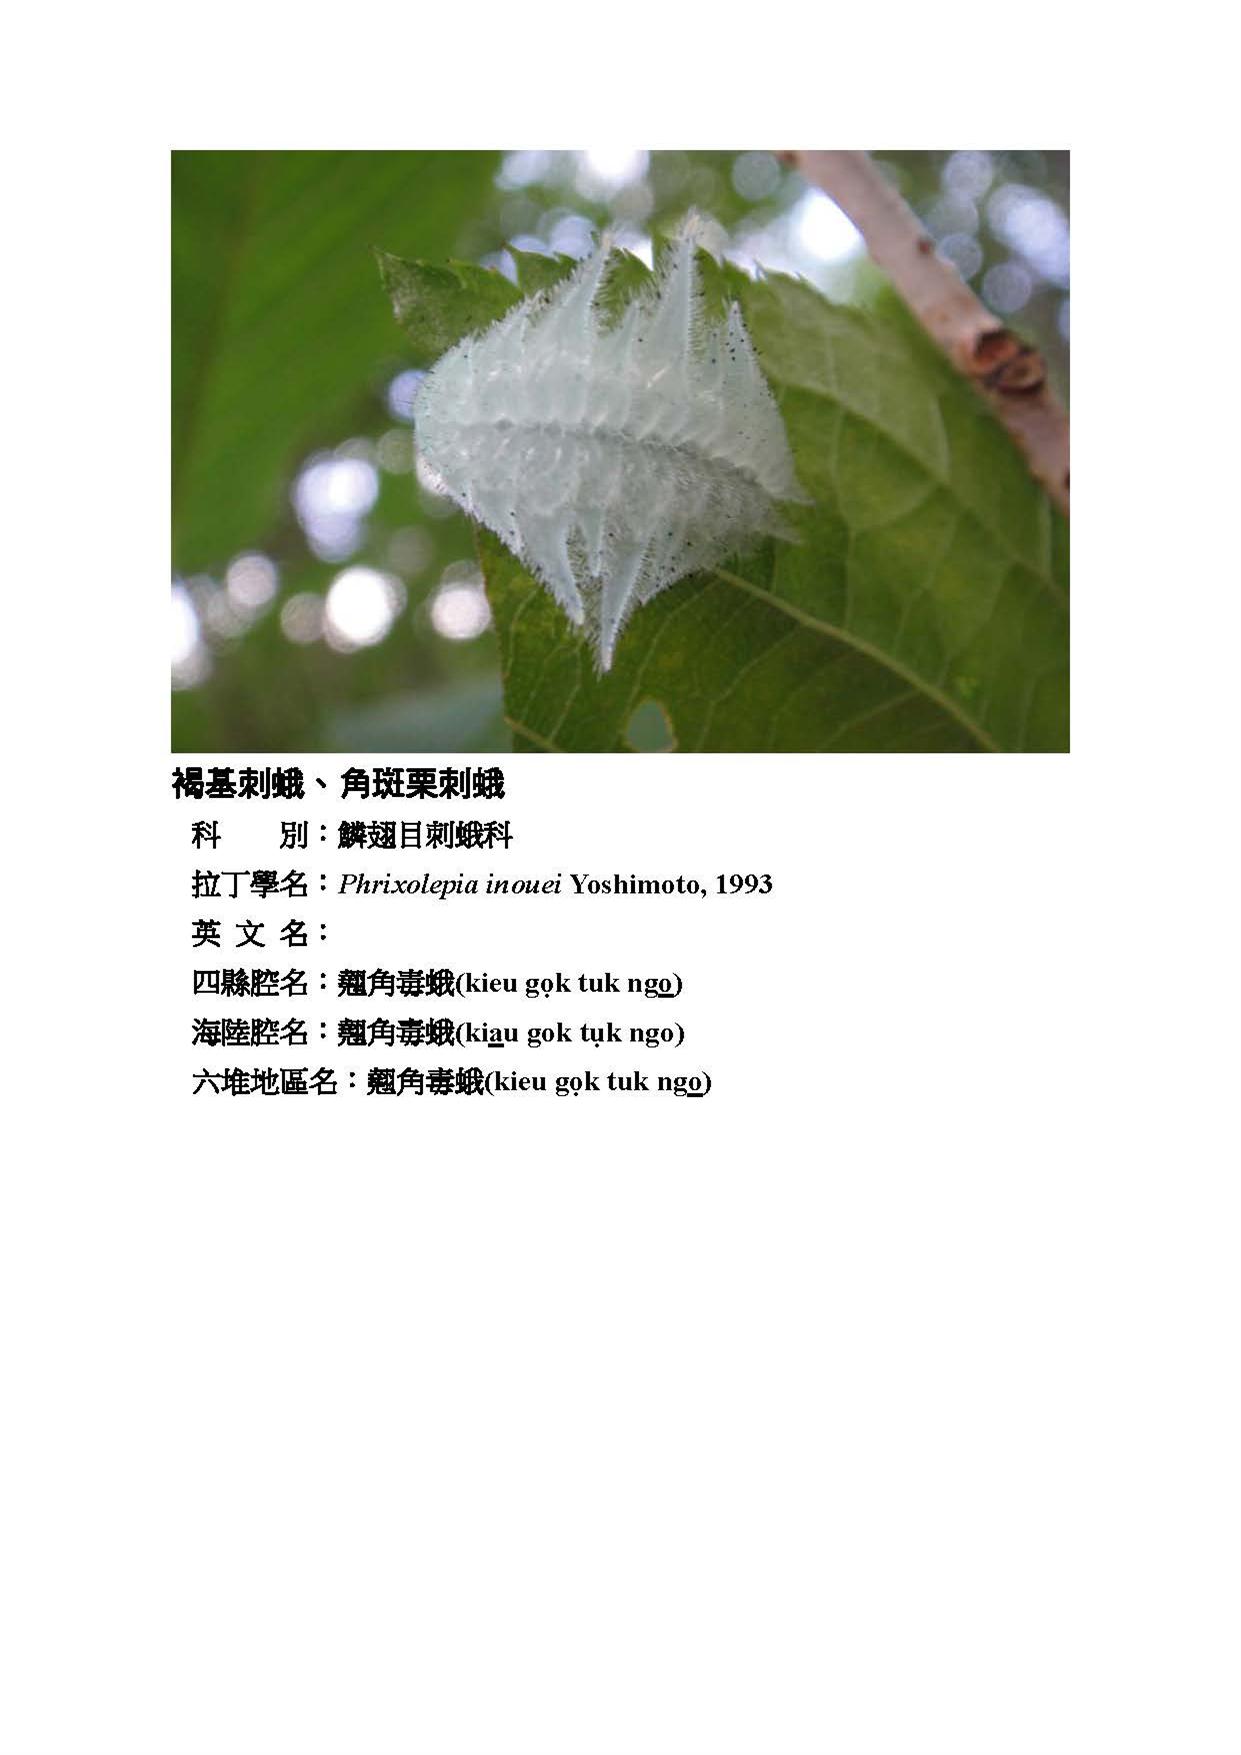 褐基刺蛾、角斑栗刺蛾
科　　別：鱗翅目刺蛾科
拉丁學名：Phrixolepia inouei Yoshimoto, 1993
英 文 名：
四縣腔名：翹角毒蛾(kieu gọk tuk ngo̲)
海陸腔名：翹角毒蛾(kia̲u gok tụk ngo)
六堆地區名：翹角毒蛾(kieu gọk tuk ngo̲)